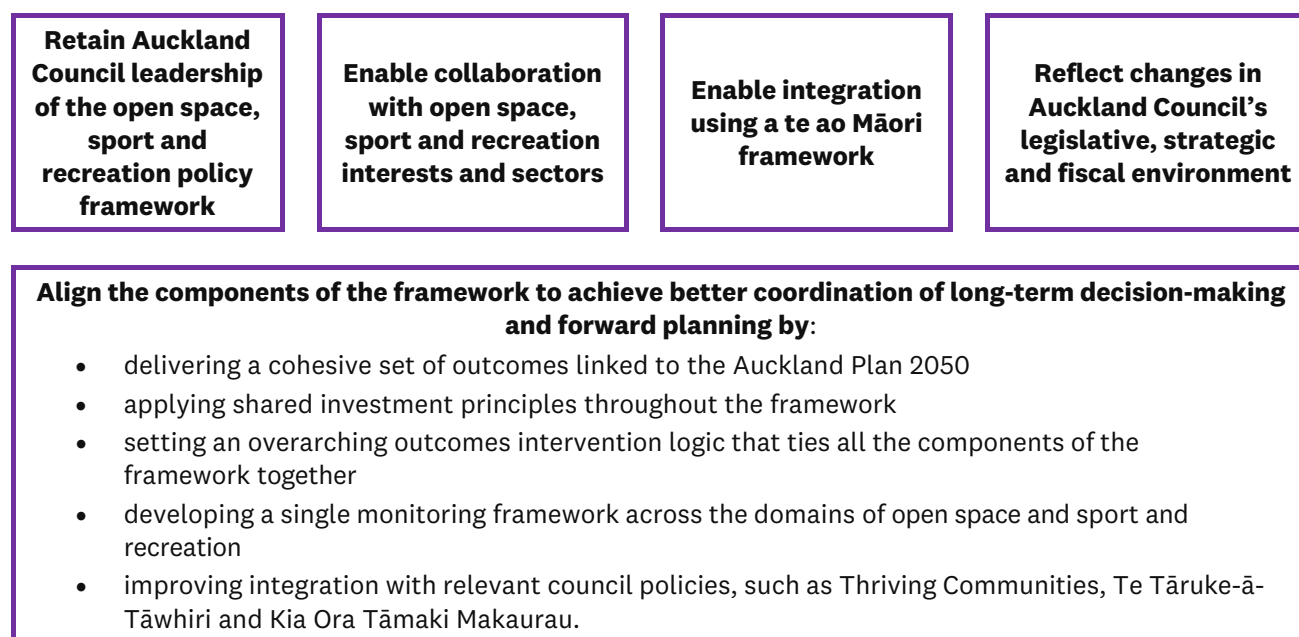 Retain Auckland
Council leadership
of the open space,
sport and
recreation policy
framework
Enable collaboration
with open space,
sport and recreation
interests and sectors
Enable integration
using a te ao Māori
framework
Reflect changes in
Auckland Council’s
legislative, strategic
and fiscal environment
Align the components of the framework to achieve better coordination of long-term decision-making
and forward planning by:
• delivering a cohesive set of outcomes linked to the Auckland Plan 2050
• applying shared investment principles throughout the framework
• setting an overarching outcomes intervention logic that ties all the components of the
framework together
• developing a single monitoring framework across the domains of open space and sport and
recreation
• improving integration with relevant council policies, such as Thriving Communities, Te Tāruke-ā-
Tāwhiri and Kia Ora Tāmaki Makaurau.